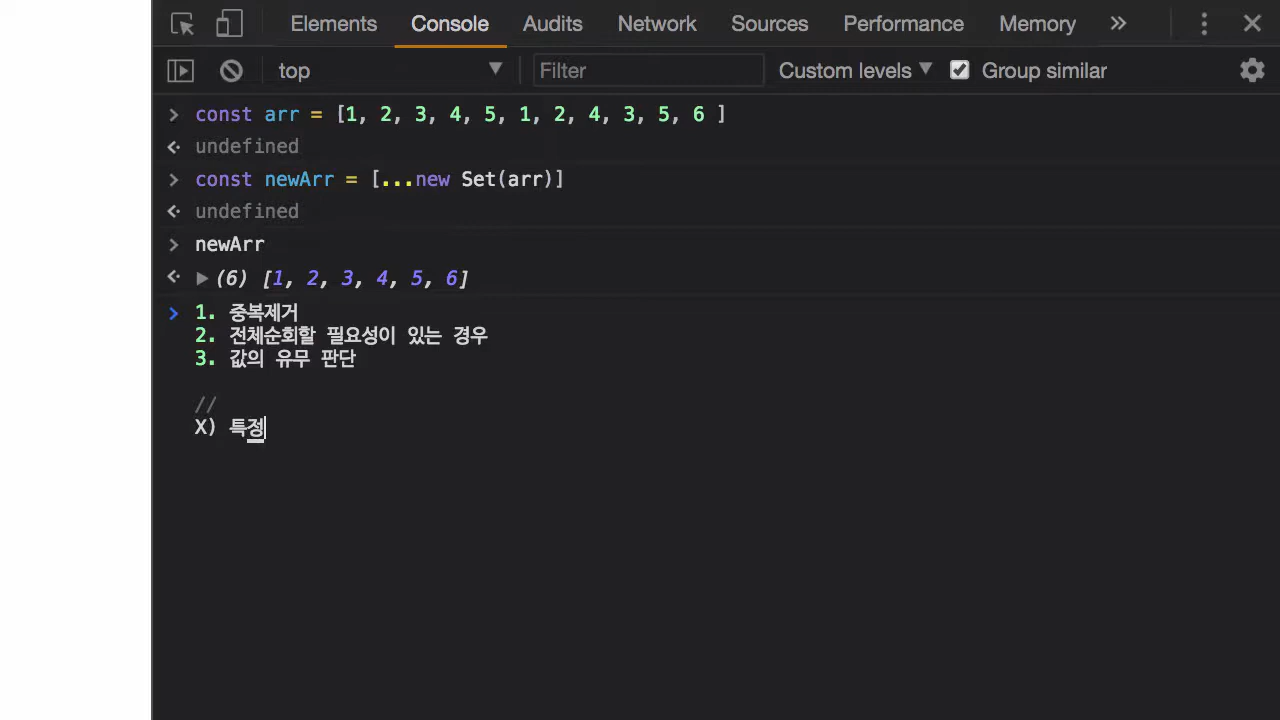 Elements Console Audits Network Sources Performance Memory »
top Filter Custom levels Group similar
> const arr = [1, 2, 3, 4, 5, 1, 2, 4, 3, 5, 6 ]
undefined
> const newArr = [...new Set(arr)]
undefined
> newArr
(6) [1, 2, 3, 4, 5, 6]
> 1. 중복제거
2. 전체순회할 필요성이 있는 경우
3. 값의 유무 판단
//
X) 특정